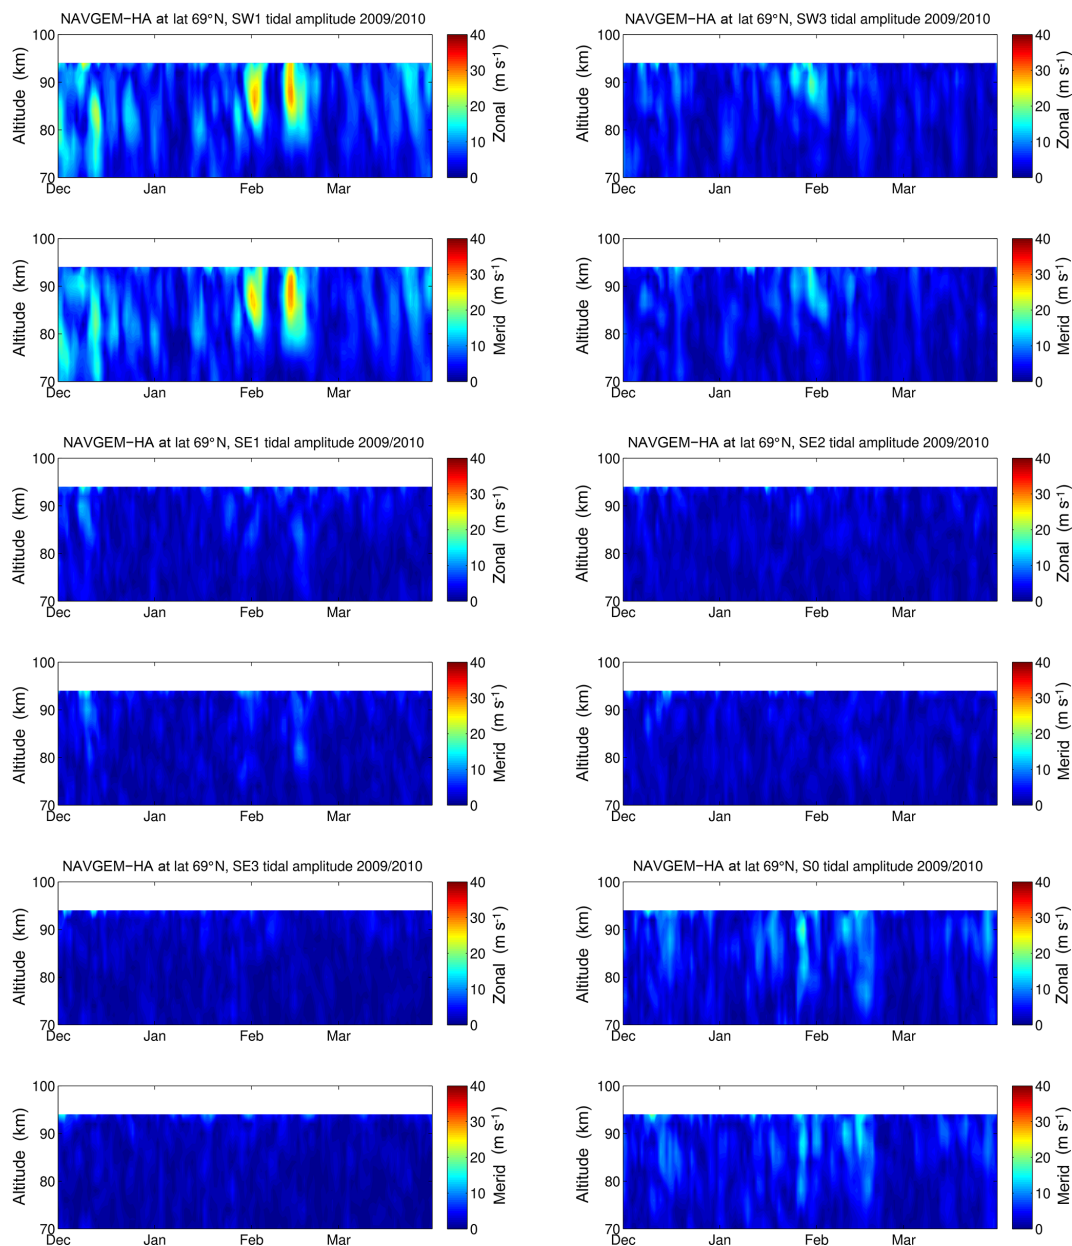 NAVGEM−HA at lat 69°N, SW1 tidal amplitude 2009/2010
100
90
80
70
Altitude (km)
Dec Jan Feb Mar
40
30
20
10
0
Zonal (m s-1)
NAVGEM−HA at lat 69°N, SW3 tidal amplitude 2009/2010
100
90
80
70
Altitude (km)
Dec Jan Feb Mar
40
30
20
10
0
Zonal (m s-1)
100
90
80
70
Altitude (km)
Dec Jan Feb Mar
40
30
20
10
0
Merid (m s-1)
100
90
80
70
Altitude (km)
Dec Jan Feb Mar
40
30
20
10
0
Merid (m s-1)
NAVGEM−HA at lat 69°N, SE1 tidal amplitude 2009/2010
100
90
80
70
Altitude (km)
Dec Jan Feb Mar
40
30
20
10
0
Zonal (m s-1)
NAVGEM−HA at lat 69°N, SE2 tidal amplitude 2009/2010
100
90
80
70
Altitude (km)
Dec Jan Feb Mar
40
30
20
10
0
Zonal (m s-1)
100
90
80
70
Altitude (km)
Dec Jan Feb Mar
40
30
20
10
0
Merid (m s-1)
100
90
80
70
Altitude (km)
Dec Jan Feb Mar
40
30
20
10
0
Merid (m s-1)
NAVGEM−HA at lat 69°N, SE3 tidal amplitude 2009/2010
100
90
80
70
Altitude (km)
Dec Jan Feb Mar
40
30
20
10
0
Zonal (m s-1)
NAVGEM−HA at lat 69°N, S0 tidal amplitude 2009/2010
100
90
80
70
Altitude (km)
Dec Jan Feb Mar
40
30
20
10
0
Zonal (m s-1)
100
90
80
70
Altitude (km)
Dec Jan Feb Mar
40
30
20
10
0
Merid (m s-1)
100
90
80
70
Altitude (km)
Dec Jan Feb Mar
40
30
20
10
0
Merid (m s-1)